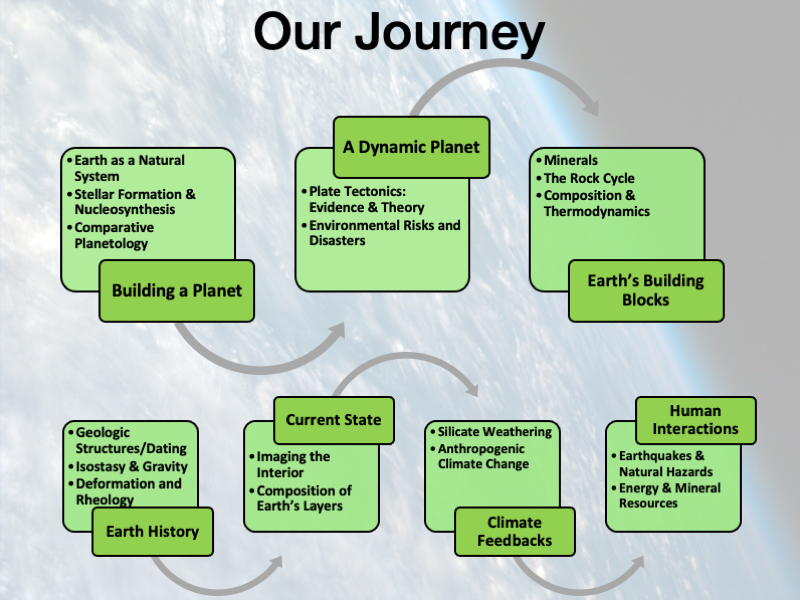 Our Journey
• Earth as a Natural
System
• Stellar Formation &
Nucleosynthesis
• Comparative
Planetology
Building a Planet
A Dynamic Planet
• Plate Tectonics:
Evidence & Theory
• Environmental Risks and
Disasters
• Minerals
• The Rock Cycle
• Composition &
Thermodynamics
Earth’s Building
Blocks
• Geologic
Structures/Dating
• Isostasy & Gravity
• Deformation and
Rheology
Earth History
Current State
• Imaging the
Interior
• Composition of
Earth’s Layers
• Silicate Weathering
• Anthropogenic
Climate Change
Climate
Feedbacks
Human
Interactions
• Earthquakes &
Natural Hazards
• Energy & Mineral
Resources